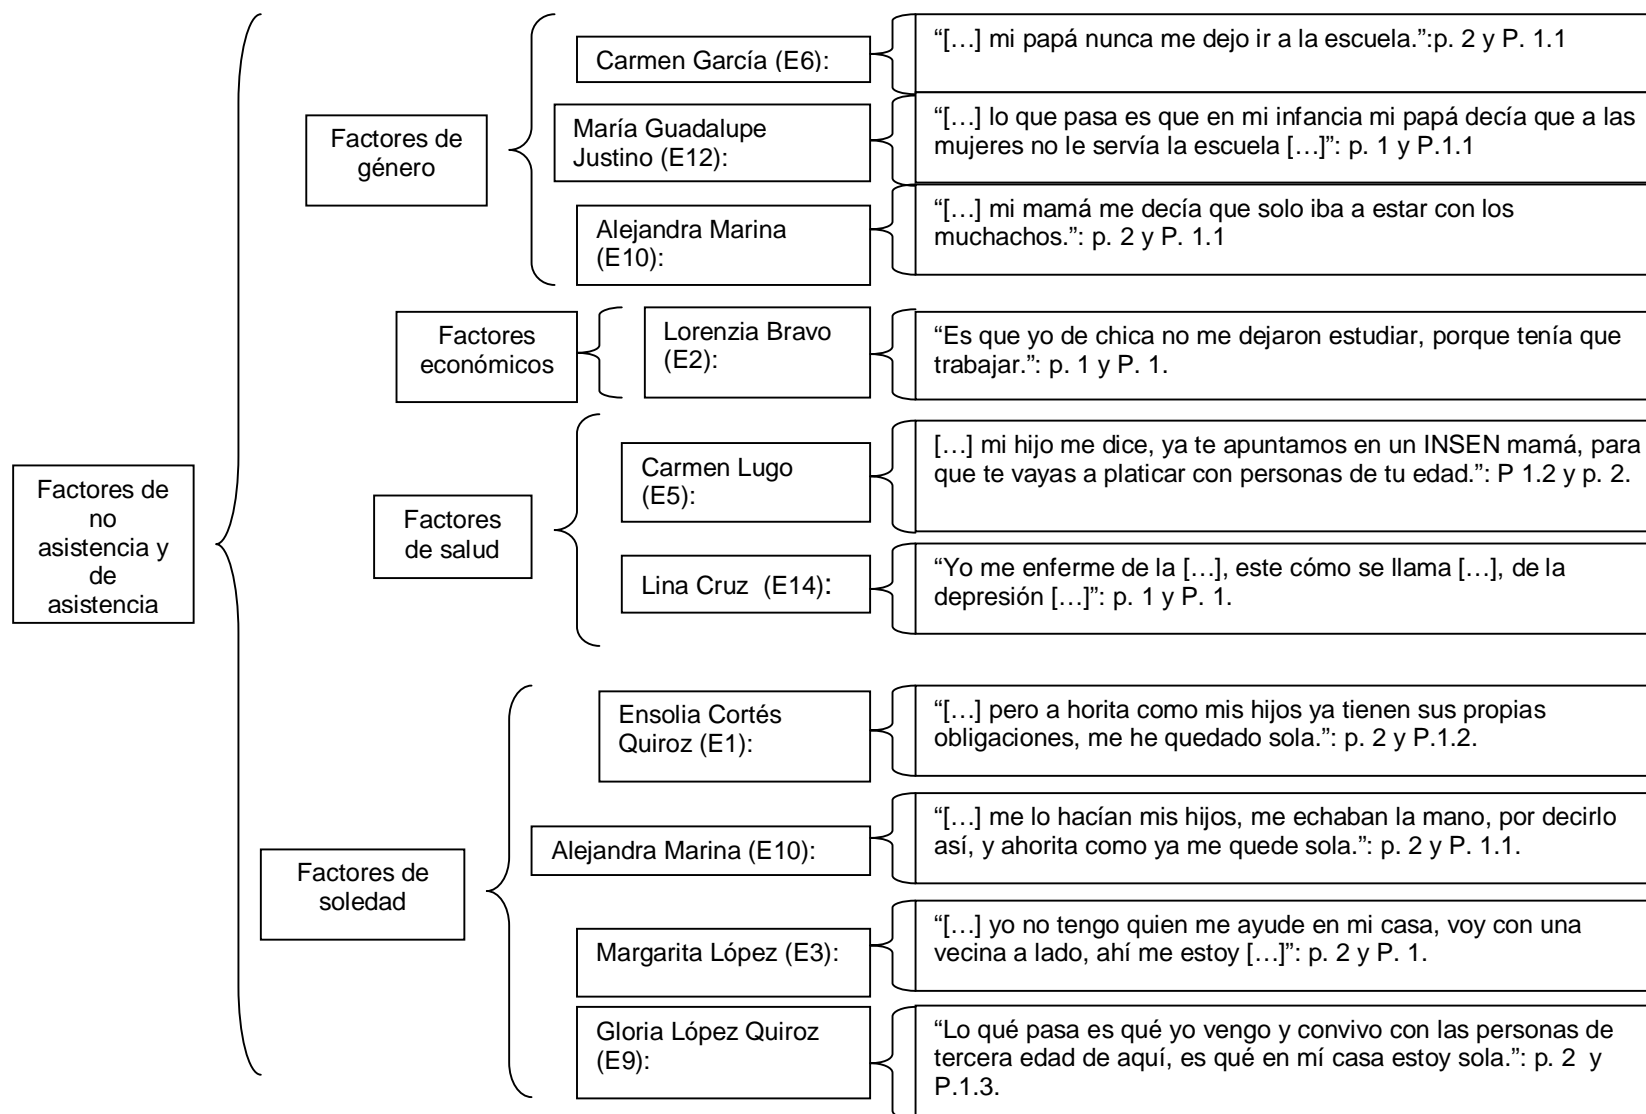 Factores de
no
asistencia y
de
asistencia
Factores de
género
Carmen García (E6):
“[…] mi papá nunca me dejo ir a la escuela.”:p. 2 y P. 1.1
María Guadalupe
Justino (E12):
“[…] lo que pasa es que en mi infancia mi papá decía que a las
mujeres no le servía la escuela […]”: p. 1 y P.1.1
Alejandra Marina
(E10):
“[…] mi mamá me decía que solo iba a estar con los
muchachos.”: p. 2 y P. 1.1
Factores
económicos
Lorenzia Bravo
(E2):
“Es que yo de chica no me dejaron estudiar, porque tenía que
trabajar.”: p. 1 y P. 1.
Factores
de salud
Carmen Lugo
(E5):
[…] mi hijo me dice, ya te apuntamos en un INSEN mamá, para
que te vayas a platicar con personas de tu edad.”: P 1.2 y p. 2.
Lina Cruz  (E14):
“Yo me enferme de la […], este cómo se llama […], de la
depresión […]”: p. 1 y P. 1.
Factores de
soledad
Ensolia Cortés
Quiroz (E1):
“[…] pero a horita como mis hijos ya tienen sus propias
obligaciones, me he quedado sola.”: p. 2 y P.1.2.
Alejandra Marina (E10):
“[…] me lo hacían mis hijos, me echaban la mano, por decirlo
así, y ahorita como ya me quede sola.”: p. 2 y P. 1.1.
Margarita López (E3):
“[…] yo no tengo quien me ayude en mi casa, voy con una
vecina a lado, ahí me estoy […]”: p. 2 y P. 1.
Gloria López Quiroz
(E9):
“Lo qué pasa es qué yo vengo y convivo con las personas de
tercera edad de aquí, es qué en mí casa estoy sola.”: p. 2  y
P.1.3.